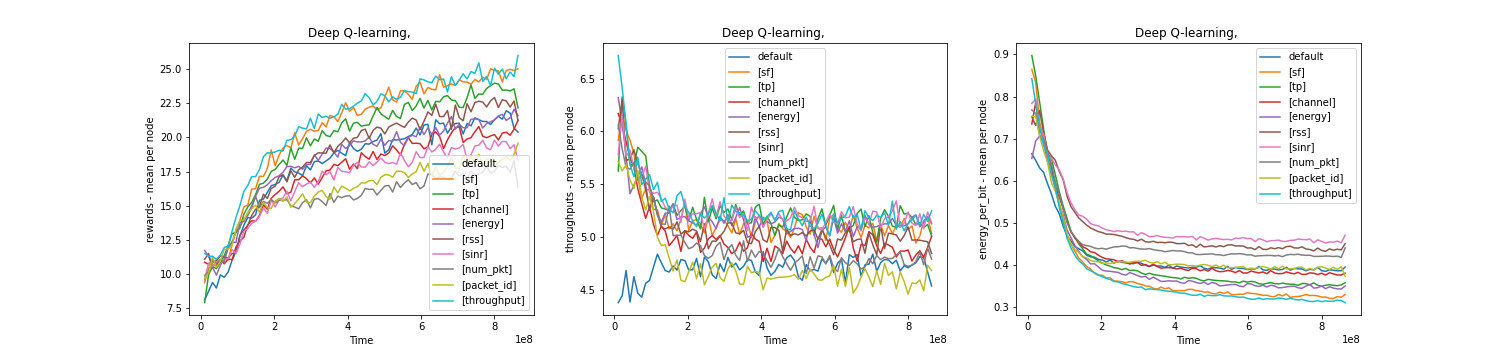 Deep Q-learning,
rewards - mean per node
25.0
22.5
20.0
17.5
15.0
12.5
10.0
7.5
default
[sf]
[tp]
[channel]
[energy]
[rss]
[sinr]
[num_pkt]
[packet_id]
[throughput]
0
2
4
6
8
1e8
Time
Deep Q-learning,
throughputs - mean per node
6.5
6.0
5.5
5.0
4.5
default
[sf]
[tp]
[channel]
[energy]
[rss]
[sinr]
[num_pkt]
[packet_id]
[throughput]
0
2
4
6
8
1e8
Time
Deep Q-learning,
energy_per_bit - mean per node
0.9
0.8
0.7
0.6
0.5
0.4
0.3
default
[sf]
[tp]
[channel]
[energy]
[rss]
[sinr]
[num_pkt]
[packet_id]
[throughput]
0
2
4
6
8
1e8
Time